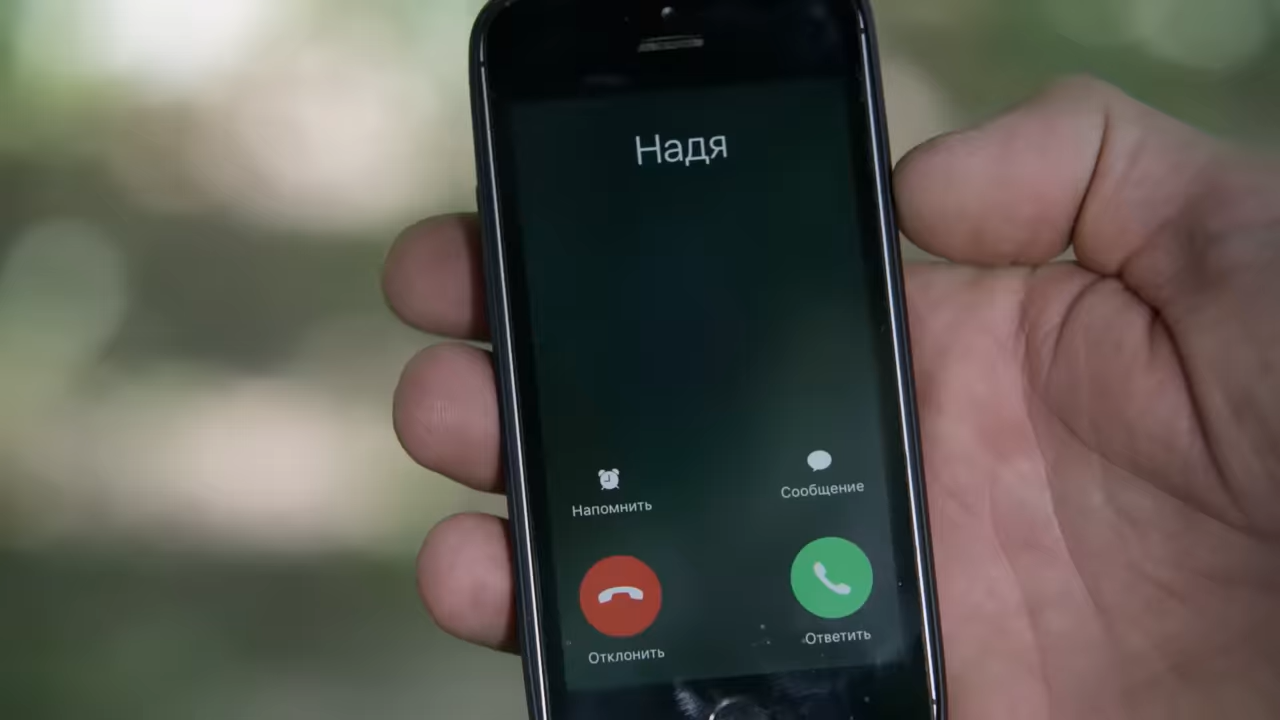 Надя
Напомнить
Сообщение
Отклонить
Ответить